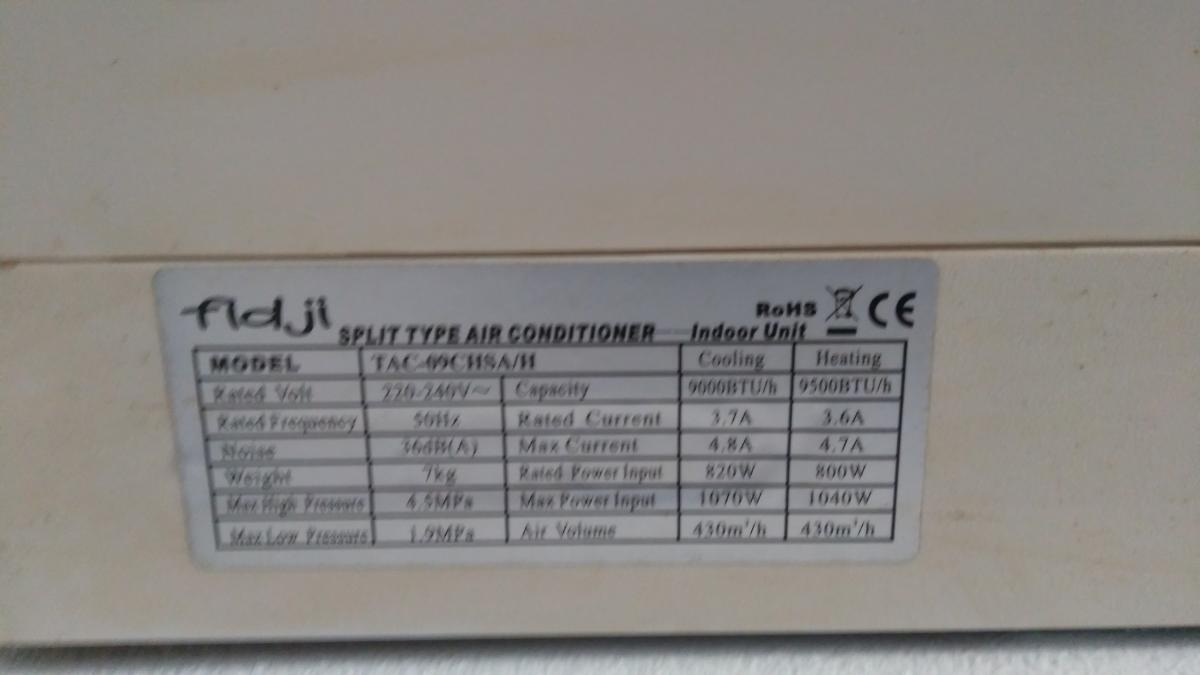 fidji
RoHS CE
SPLIT TYPE AIR CONDITIONER Indoor Unit
MODEL TAC-09CHSA/H Cooling Heating
Rated Volt 220-240V~ Capacity 9000BTU/h 9500BTU/h
Rated Frequency 50Hz Rated Current 3.7A 3.6A
Noise 36dB(A) Max Current 4.8A 4.7A
Weight 7kg Rated Power Input 820W 800W
Max High Pressure 4.5MPa Max Power Input 1070W 1040W
Max Low Pressure 1.9MPa Air Volume 430m³/h 430m³/h